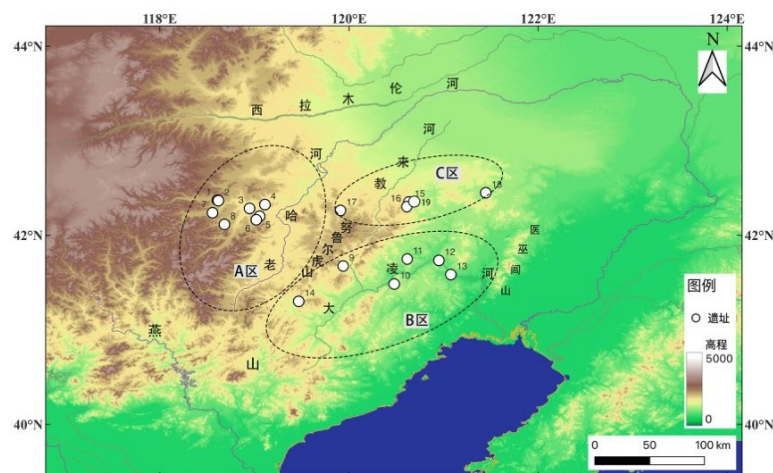 118°E
120°E
122°E
124°E
44°N
42°N
40°N
44°N
42°N
40°N
N
西拉木伦河
哈
河
老
教来河
努鲁尔虎山
大凌河
医巫闾山
燕
山
A区
B区
C区
2
3
4
5
6
7
8
9
10
11
12
13
14
15
16
17
18
19
图例
遗址
高程
5000
0
0
50
100 km